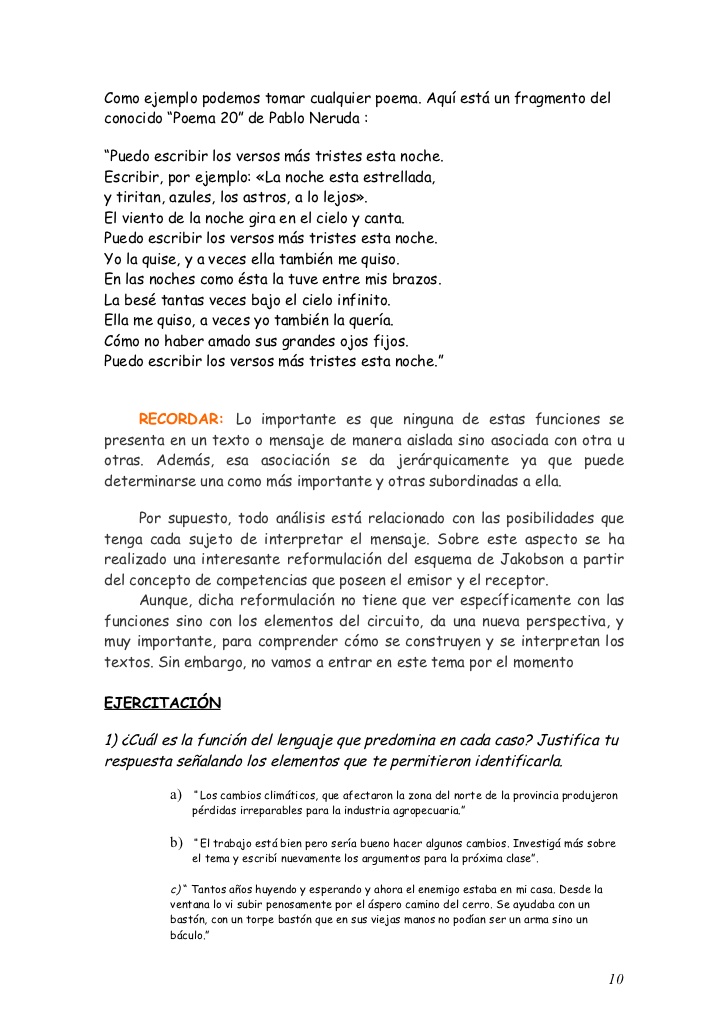 Como ejemplo podemos tomar cualquier poema. Aquí está un fragmento del
conocido “Poema 20” de Pablo Neruda :
“Puedo escribir los versos más tristes esta noche.
Escribir, por ejemplo: «La noche esta estrellada,
y tiritan, azules, los astros, a lo lejos».
El viento de la noche gira en el cielo y canta.
Puedo escribir los versos más tristes esta noche.
Yo la quise, y a veces ella también me quiso.
En las noches como ésta la tuve entre mis brazos.
La besé tantas veces bajo el cielo infinito.
Ella me quiso, a veces yo también la quería.
Cómo no haber amado sus grandes ojos fijos.
Puedo escribir los versos más tristes esta noche.”
RECORDAR: Lo importante es que ninguna de estas funciones se
presenta en un texto o mensaje de manera aislada sino asociada con otra u
otras. Además, esa asociación se da jerárquicamente ya que puede
determinarse una como más importante y otras subordinadas a ella.
Por supuesto, todo análisis está relacionado con las posibilidades que
tenga cada sujeto de interpretar el mensaje. Sobre este aspecto se ha
realizado una interesante reformulación del esquema de Jakobson a partir
del concepto de competencias que poseen el emisor y el receptor.
Aunque, dicha reformulación no tiene que ver específicamente con las
funciones sino con los elementos del circuito, da una nueva perspectiva, y
muy importante, para comprender cómo se construyen y se interpretan los
textos. Sin embargo, no vamos a entrar en este tema por el momento
EJERCITACIÓN
1) ¿Cuál es la función del lenguaje que predomina en cada caso? Justifica tu
respuesta señalando los elementos que te permitieron identificarla.
a) “Los cambios climáticos, que afectaron la zona del norte de la provincia produjeron
pérdidas irreparables para la industria agropecuaria.”
b) “El trabajo está bien pero sería bueno hacer algunos cambios. Investigá más sobre
el tema y escribí nuevamente los argumentos para la próxima clase”.
c) “ Tantos años huyendo y esperando y ahora el enemigo estaba en mi casa. Desde la
ventana lo vi subir penosamente por el áspero camino del cerro. Se ayudaba con un
bastón, con un torpe bastón que en sus viejas manos no podían ser un arma sino un
báculo.”
10